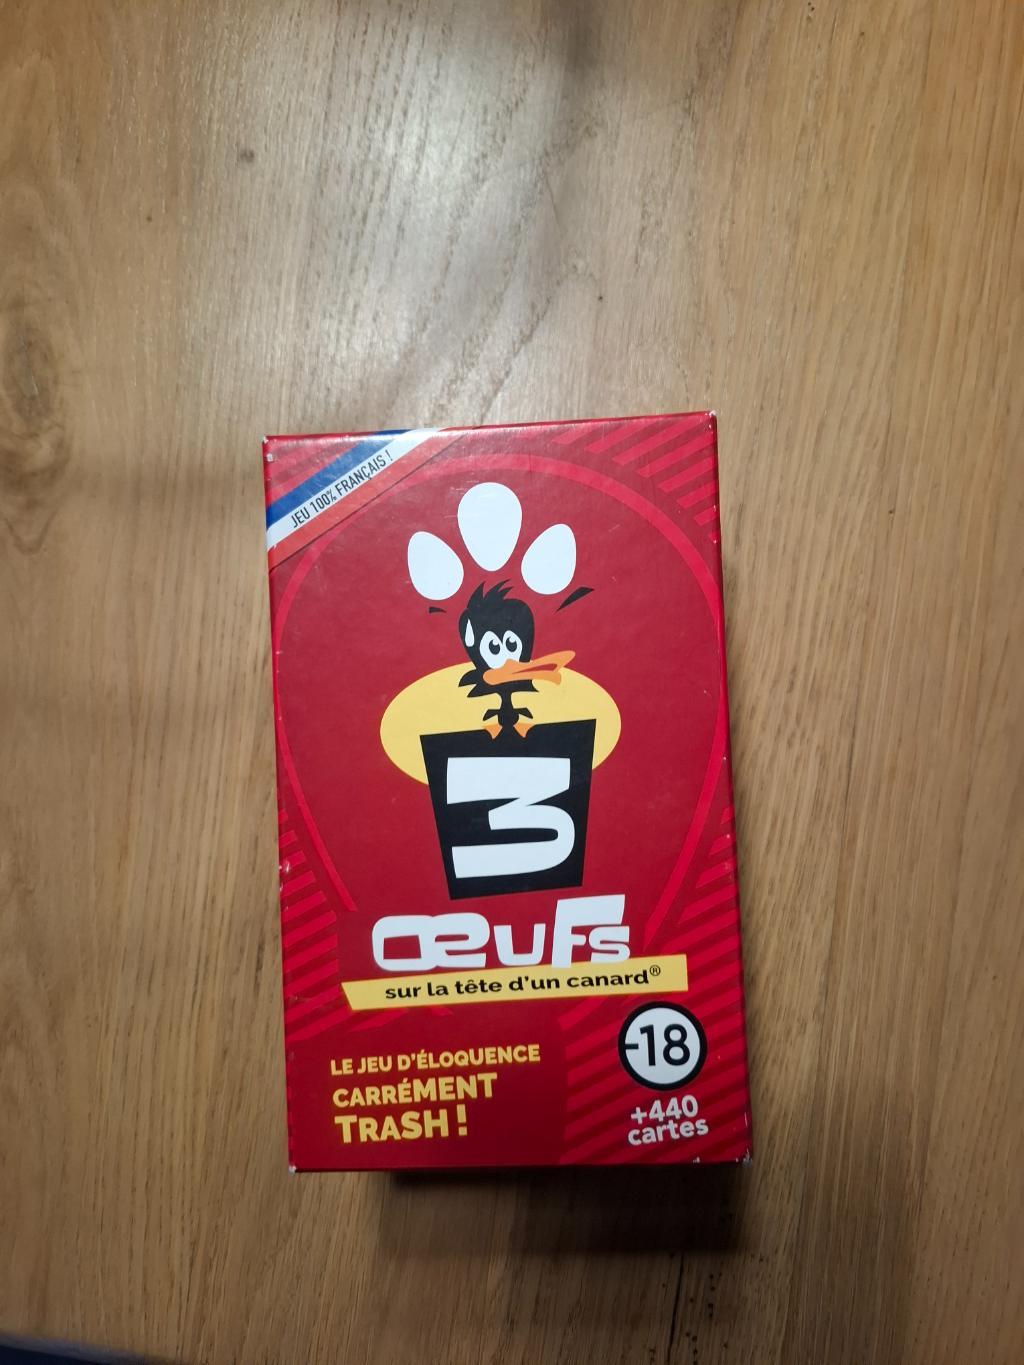 JEU 100% FRANÇAIS !
3
ŒUFS
sur la tête d'un canard®
LE JEU D'ÉLOQUENCE
CARRÉMENT
TRASH !
-18
+440
cartes